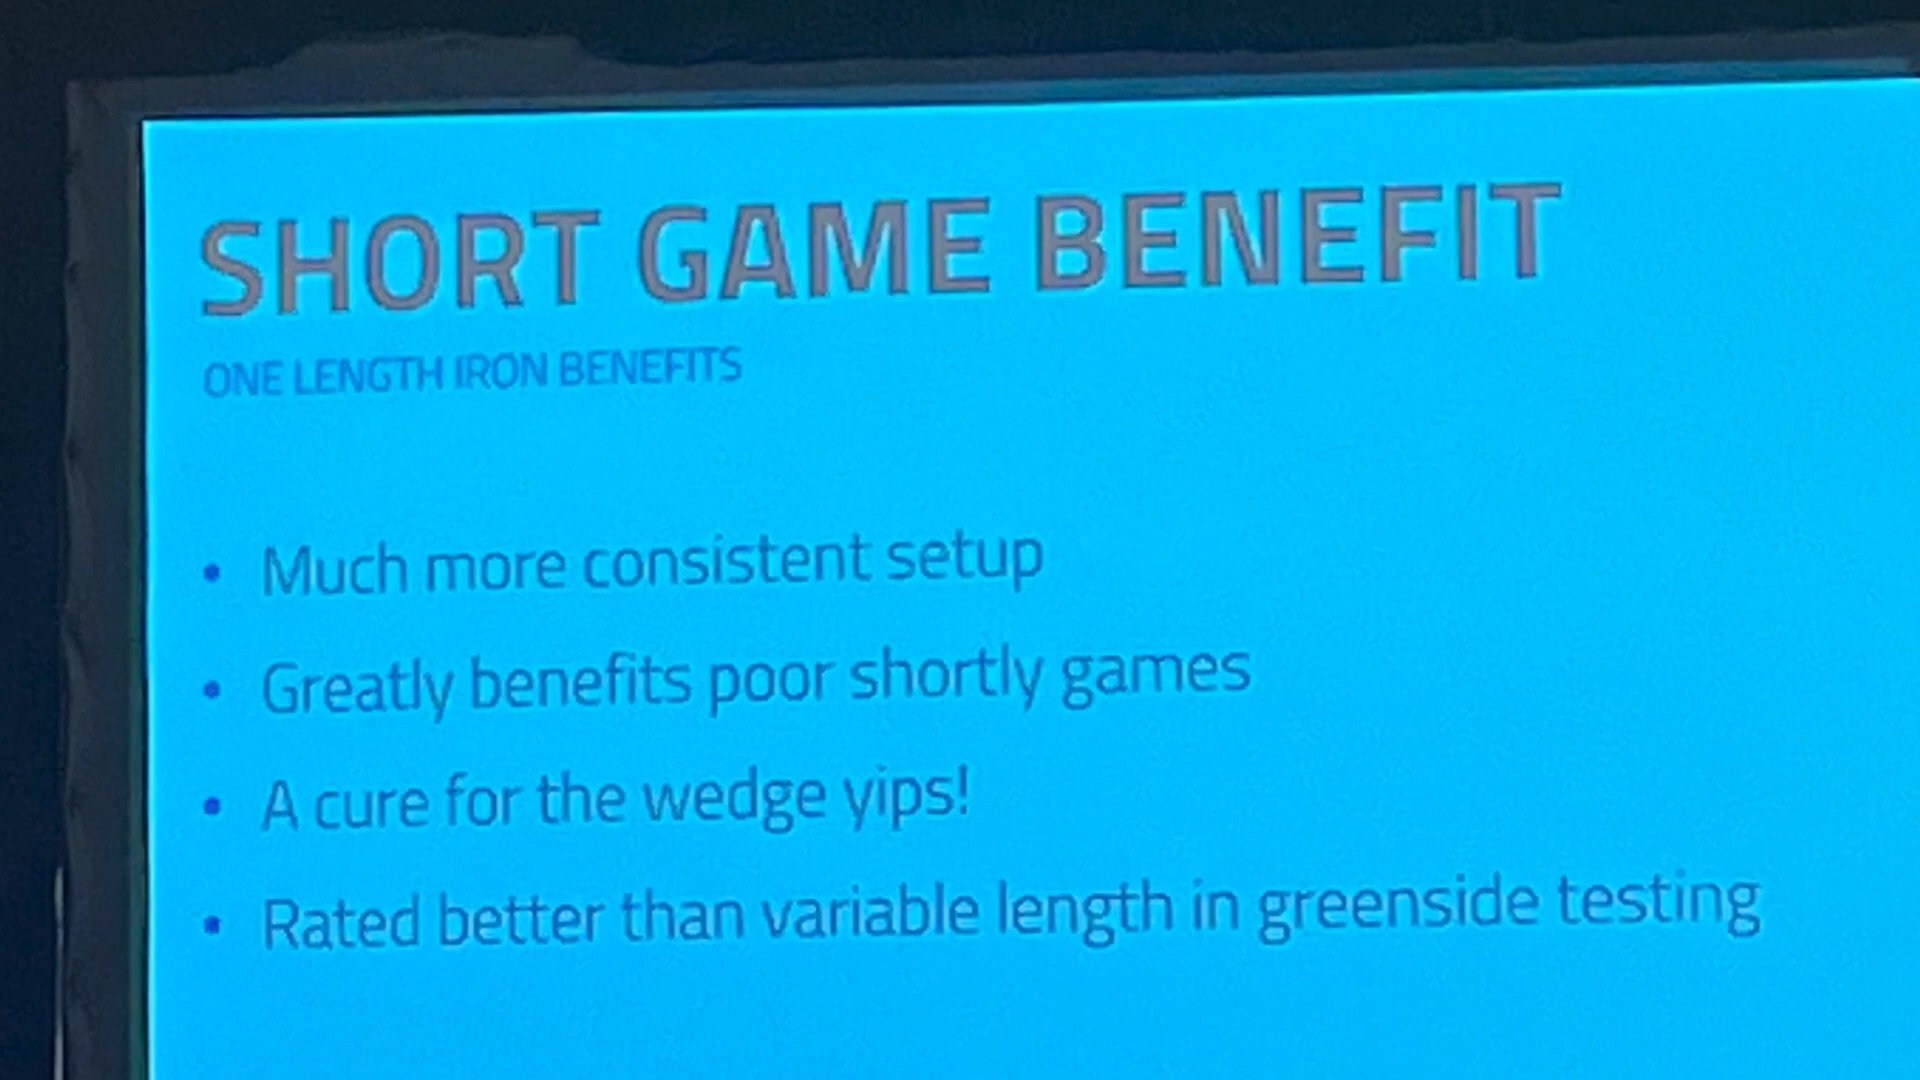 SHORT GAME BENEFIT
ONE LENGTH IRON BENEFITS
• Much more consistent setup
• Greatly benefits poor shortly games
• A cure for the wedge yips!
• Rated better than variable length in greenside testing